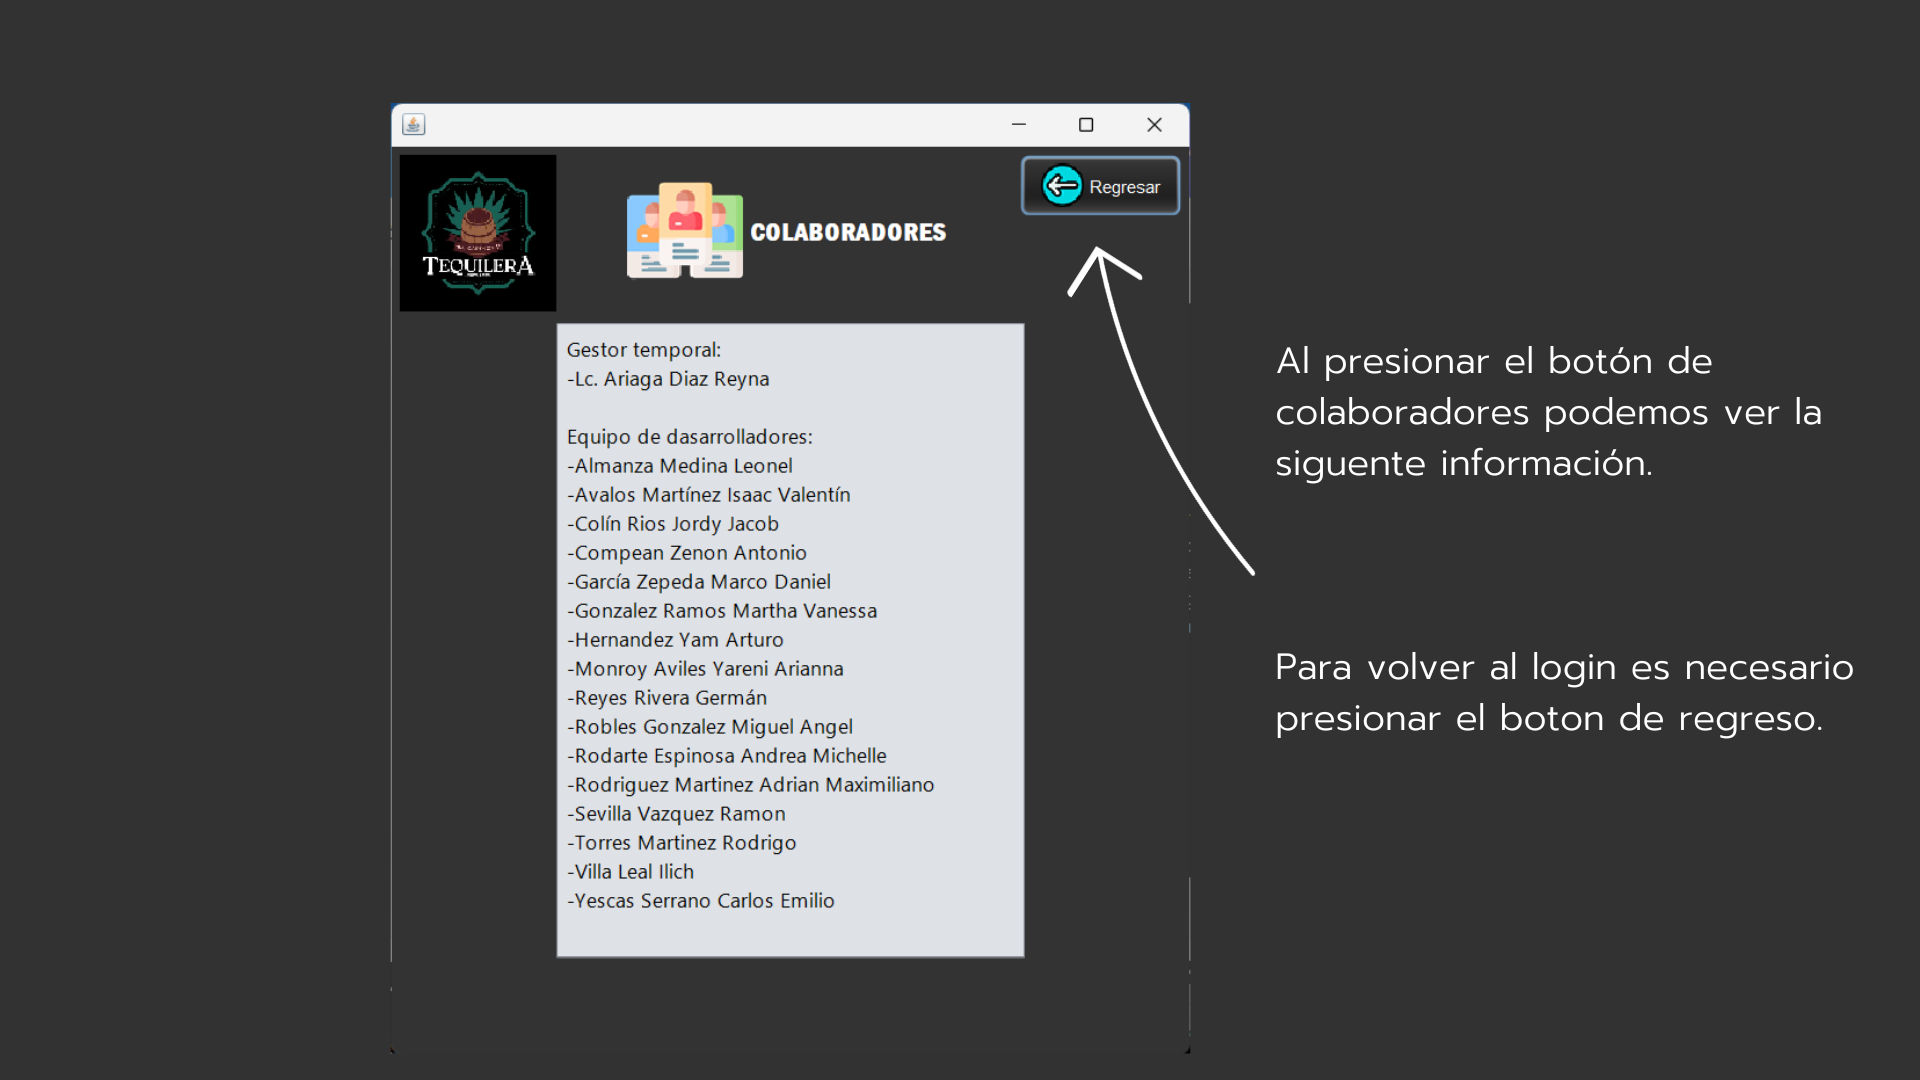 TEQUILERA
COLABORADORES
Regresar
Gestor temporal:
-Lc. Ariaga Diaz Reyna
Equipo de dasarrolladores:
-Almanza Medina Leonel
-Avalos Martínez Isaac Valentín
-Colín Rios Jordy Jacob
-Compean Zenon Antonio
-García Zepeda Marco Daniel
-Gonzalez Ramos Martha Vanessa
-Hernandez Yam Arturo
-Monroy Aviles Yareni Arianna
-Reyes Rivera Germán
-Robles Gonzalez Miguel Angel
-Rodarte Espinosa Andrea Michelle
-Rodriguez Martinez Adrian Maximiliano
-Sevilla Vazquez Ramon
-Torres Martinez Rodrigo
-Villa Leal Ilich
-Yescas Serrano Carlos Emilio
Al presionar el botón de
colaboradores podemos ver la
siguente información.
Para volver al login es necesario
presionar el boton de regreso.